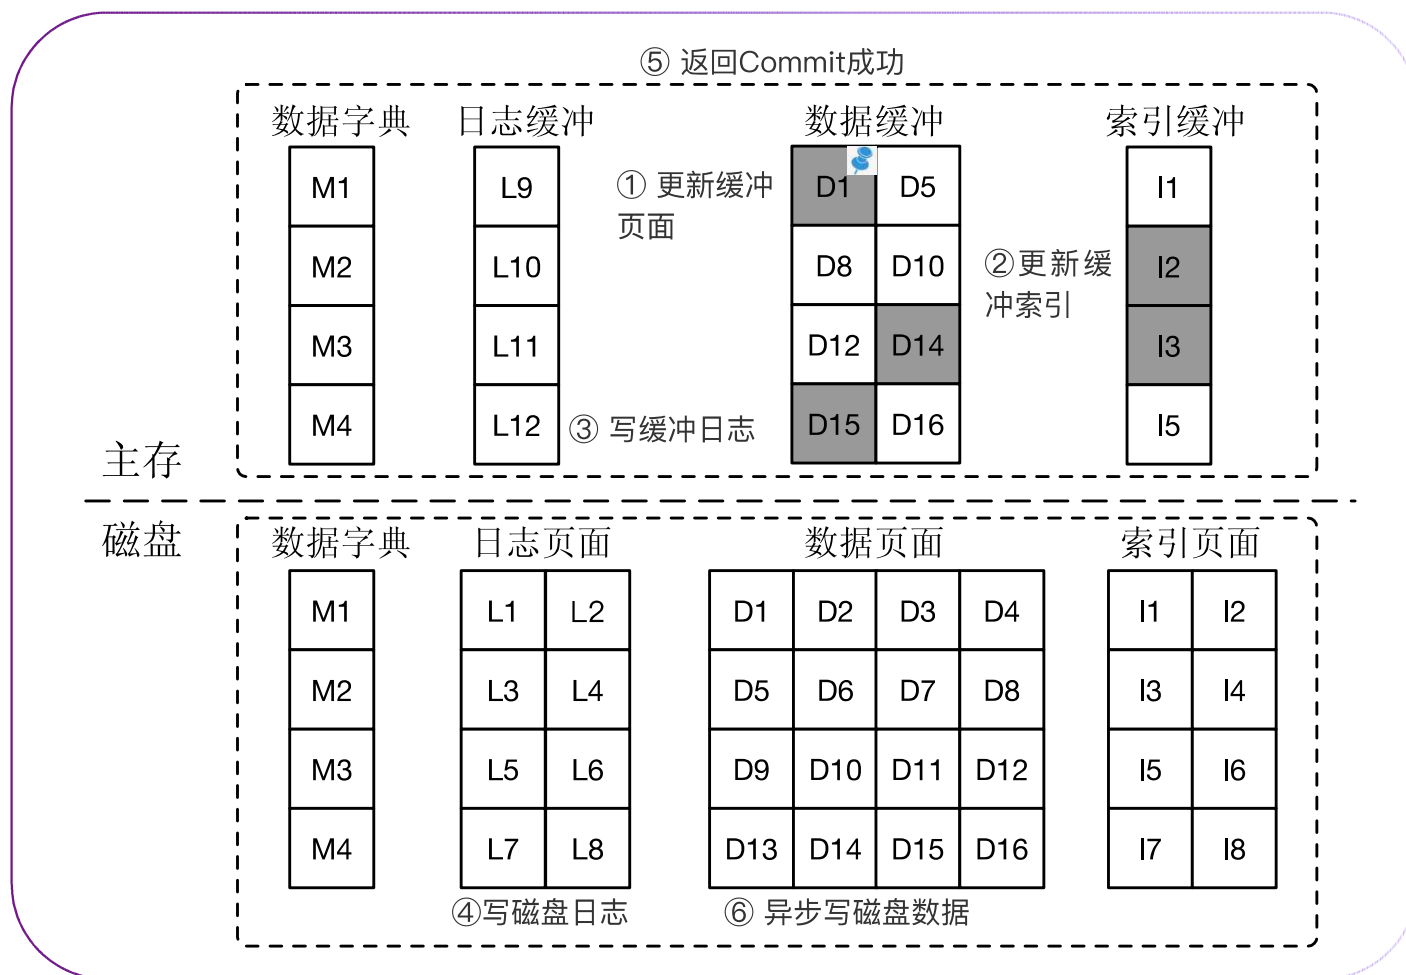 ⑤ 返回Commit成功
数据字典 日志缓冲 数据缓冲 索引缓冲
M1 L9 ① 更新缓冲 D1 D5 I1
页面
M2 L10 D8 D10 ②更新缓 I2
冲索引
M3 L11 D12 D14 I3
M4 L12 ③ 写缓冲日志 D15 D16 I5
主存
磁盘
数据字典 日志页面 数据页面 索引页面
M1 L1 L2 D1 D2 D3 D4 I1 I2
M2 L3 L4 D5 D6 D7 D8 I3 I4
M3 L5 L6 D9 D10 D11 D12 I5 I6
M4 L7 L8 D13 D14 D15 D16 I7 I8
④写磁盘日志 ⑥ 异步写磁盘数据